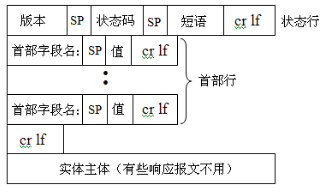 版本 SP 状态码 SP 短语 cr lf 状态行
首部字段名: SP 值 cr lf
首部行
首部字段名: SP 值 cr lf
cr lf
实体主体（有些响应报文不用）